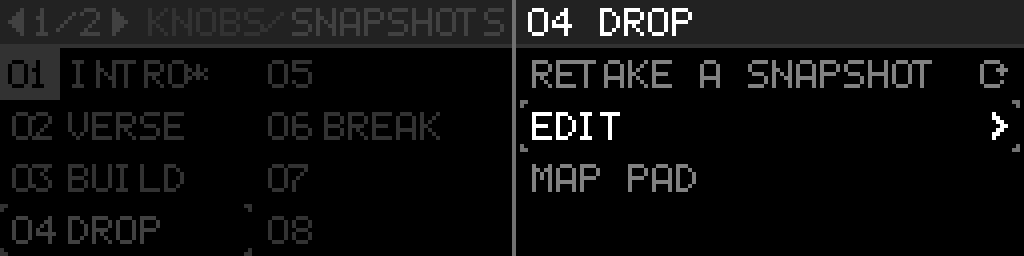 1/2 KNOBS/SNAPSHOTS
01 INTRO* 05
02 VERSE 06 BREAK
03 BUILD 07
04 DROP 08
04 DROP
RETAKE A SNAPSHOT
EDIT >
MAP PAD